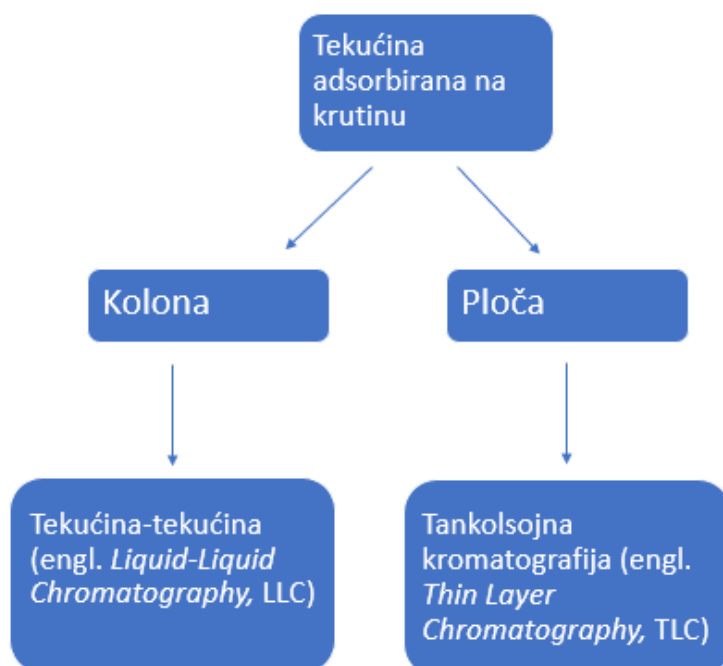 Tekućina
adsorbirana na
krutinu
Kolona
Ploča
Tekućina-tekućina
(engl. Liquid-Liquid
Chromatography, LLC)
Tankolsojna
kromatografija (engl.
Thin Layer
Chromatography, TLC)